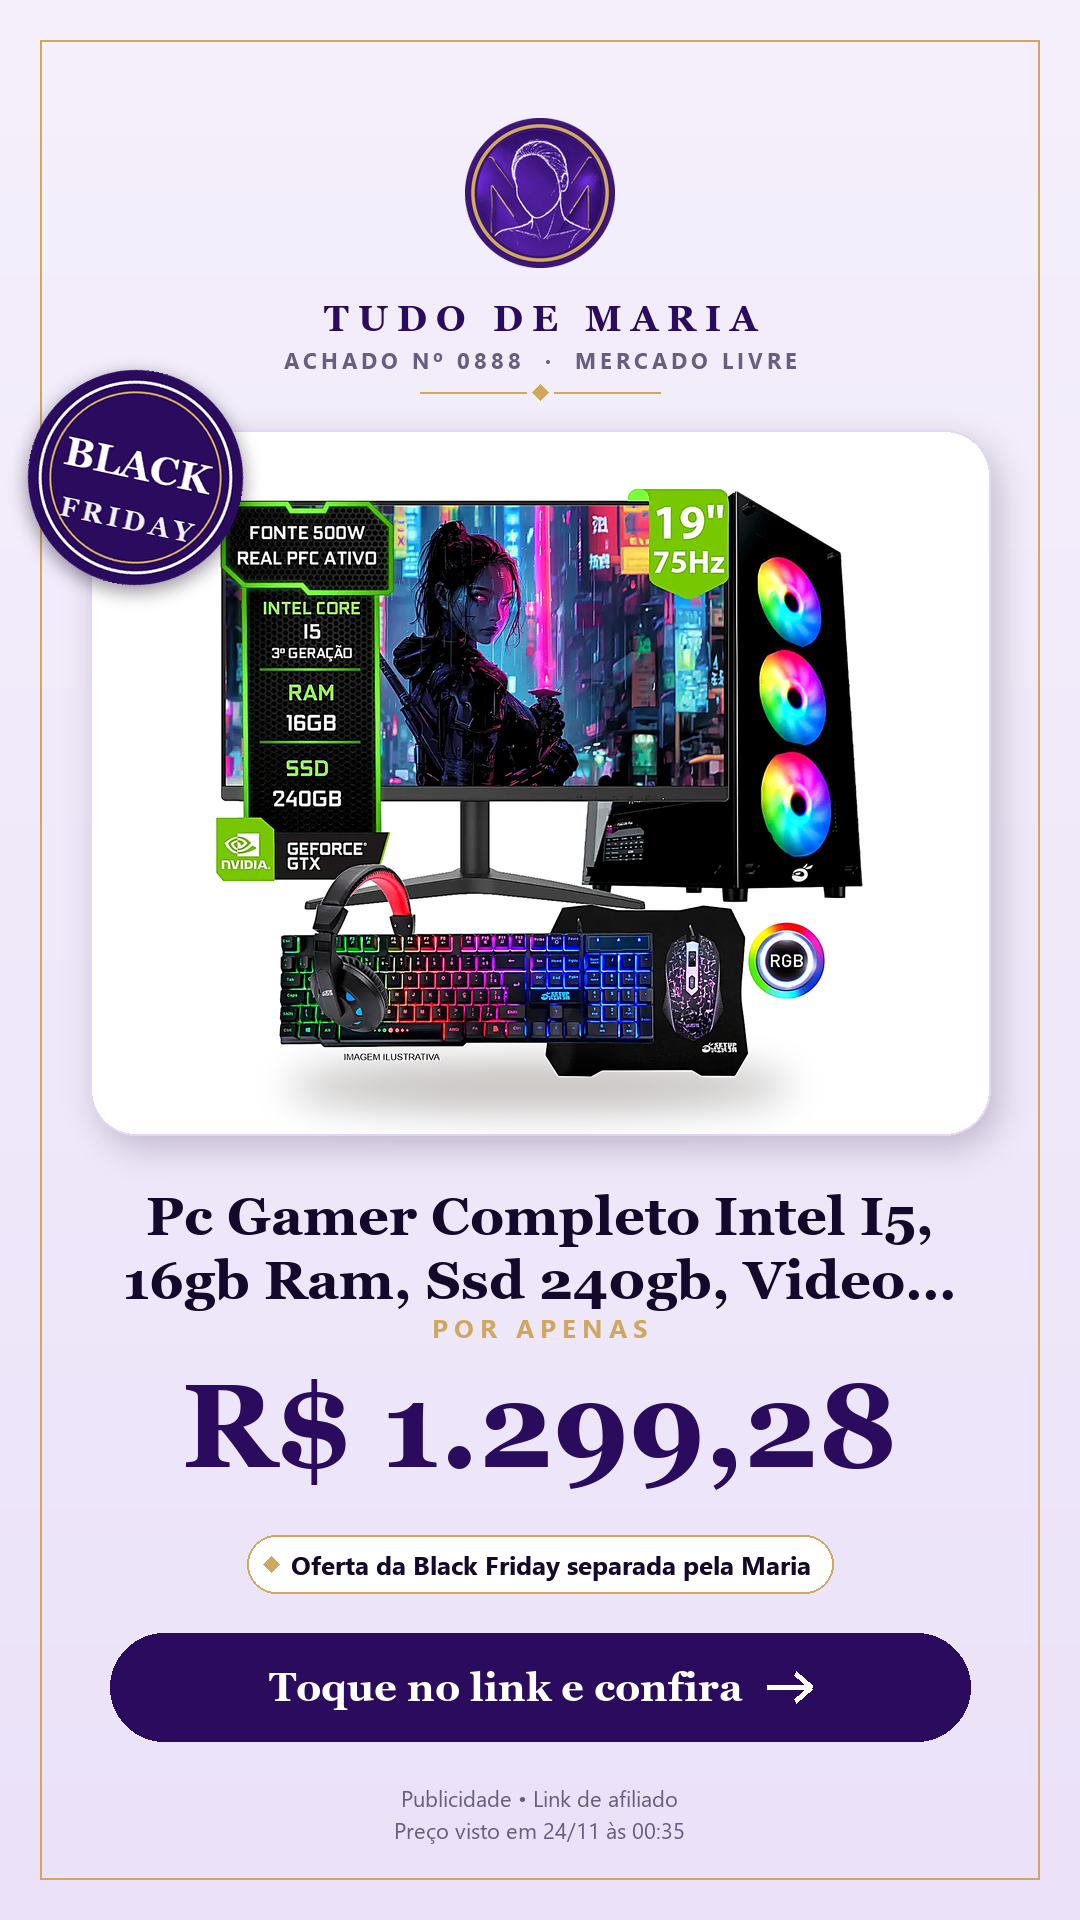 TUDO DE MARIA
ACHADO Nº 0888 · MERCADO LIVRE
BLACK
FRIDAY
FONTE 500W
REAL PFC ATIVO
INTEL CORE
I5
3º GERAÇÃO
RAM
16GB
SSD
240GB
NVIDIA.
GEFORCE®
GTX
19"
75Hz
RGB
SETUP
IMAGEM ILUSTRATIVA
Pc Gamer Completo Intel I5,
16gb Ram, Ssd 240gb, Video...
POR APENAS
R$ 1.299,28
Oferta da Black Friday separada pela Maria
Toque no link e confira →
Publicidade • Link de afiliado
Preço visto em 24/11 às 00:35